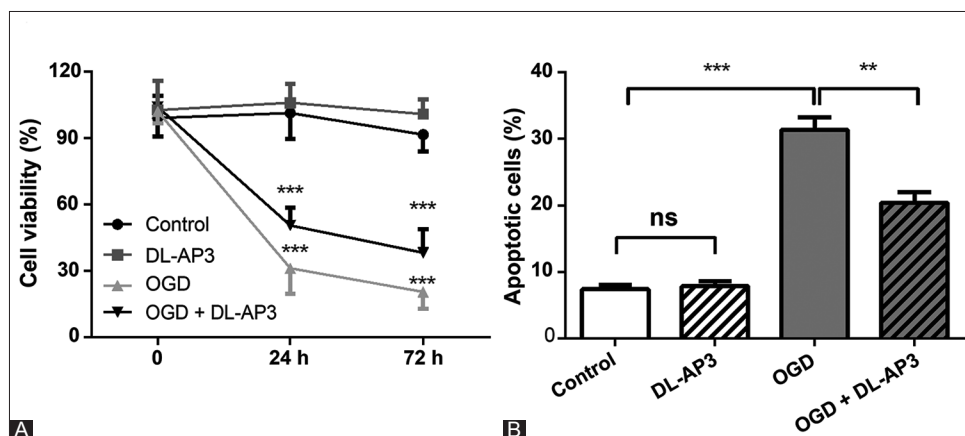 120
90
60
30
0
Cell viability (%)
***
***
***
***
Control
DL-AP3
OGD
OGD + DL-AP3
0
24 h
72 h
A
40
30
20
10
0
Apoptotic cells (%)
***
**
ns
Control
DL-AP3
OGD
OGD + DL-AP3
B